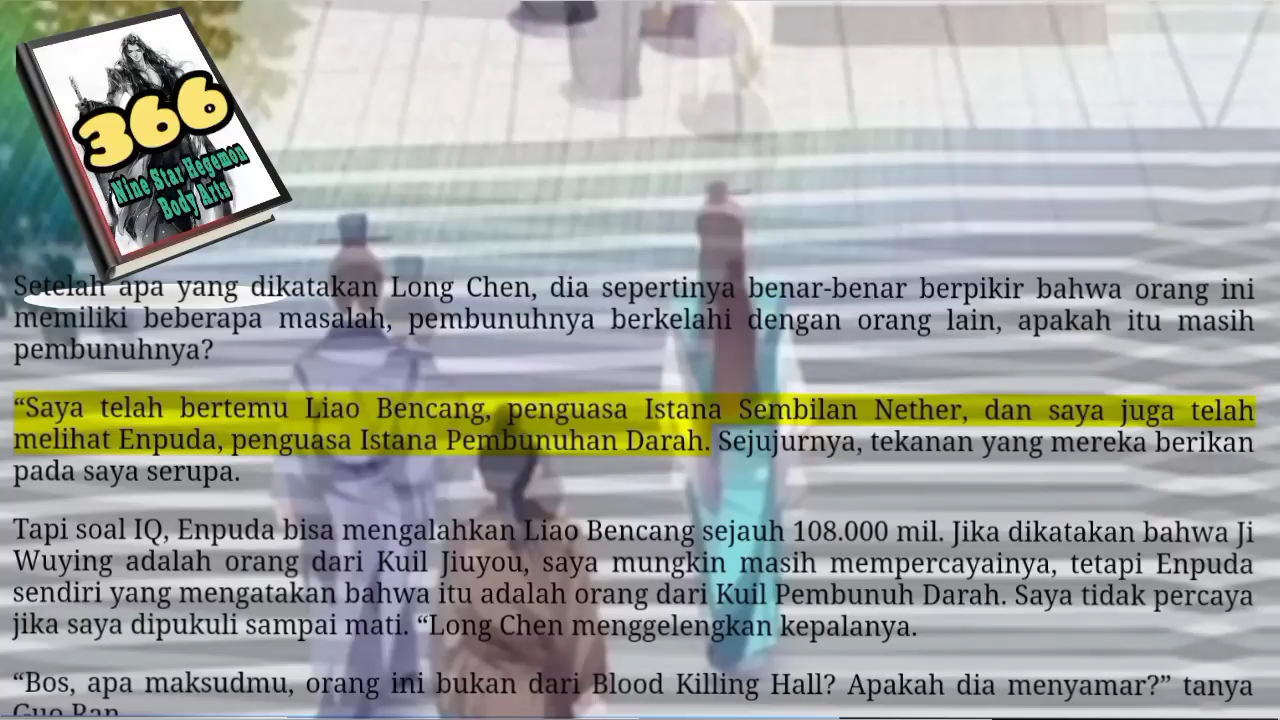 366
Nine Star Hegemon
Body Arts
Setelah apa yang dikatakan Long Chen, dia sepertinya benar-benar berpikir bahwa orang ini
memiliki beberapa masalah, pembunuhnya berkelahi dengan orang lain, apakah itu masih
pembunuhnya?
“Saya telah bertemu Liao Bencang, penguasa Istana Sembilan Nether, dan saya juga telah
melihat Enpuda, penguasa Istana Pembunuhan Darah. Sejujurnya, tekanan yang mereka berikan
pada saya serupa.
Tapi soal IQ, Enpuda bisa mengalahkan Liao Bencang sejauh 108.000 mil. Jika dikatakan bahwa Ji
Wuying adalah orang dari Kuil Jiuyou, saya mungkin masih mempercayainya, tetapi Enpuda
sendiri yang mengatakan bahwa itu adalah orang dari Kuil Pembunuh Darah. Saya tidak percaya
jika saya dipukuli sampai mati. “Long Chen menggelengkan kepalanya.
“Bos, apa maksudmu, orang ini bukan dari Blood Killing Hall? Apakah dia menyamar?” tanya
Guo Ran